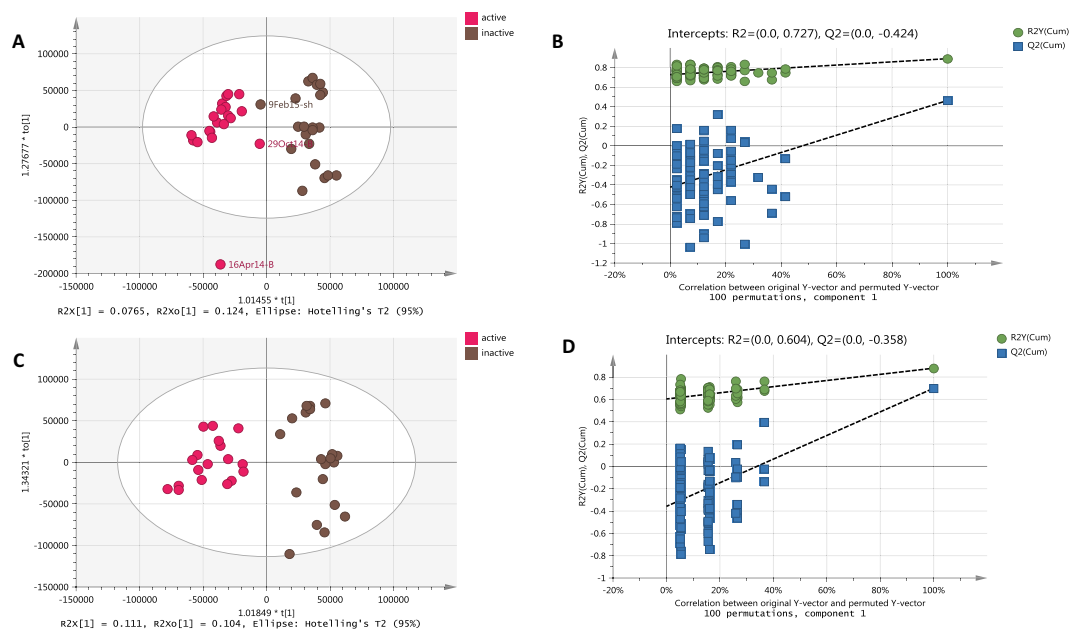 A
active
inactive
100000
50000
0
-50000
-100000
-150000
-200000
1.27677 * to[1]
9Feb15-sh
29Oct14-B
16Apr14-B
-150000 -100000 -50000 0 50000 100000
1.01455 * t[1]
R2X[1] = 0.0765, R2Xo[1] = 0.124, Ellipse: Hotelling's T2 (95%)
B
Intercepts: R2=(0.0, 0.727), Q2=(0.0, -0.424)
R2Y(Cum)
Q2(Cum)
0.8
0.6
0.4
0.2
0
-0.2
-0.4
-0.6
-0.8
-1
-1.2
R2Y(Cum), Q2(Cum)
-20% 0% 20% 40% 60% 80% 100%
Correlation between original Y-vector and permuted Y-vector
100 permutations, component 1
C
active
inactive
100000
50000
0
-50000
-100000
-150000
1.34321 * to[1]
-150000 -100000 -50000 0 50000 100000
1.01849 * t[1]
R2X[1] = 0.111, R2Xo[1] = 0.104, Ellipse: Hotelling's T2 (95%)
D
Intercepts: R2=(0.0, 0.604), Q2=(0.0, -0.358)
R2Y(Cum)
Q2(Cum)
0.8
0.6
0.4
0.2
0
-0.2
-0.4
-0.6
-0.8
-1
R2Y(Cum), Q2(Cum)
-20% 0% 20% 40% 60% 80% 100%
Correlation between original Y-vector and permuted Y-vector
100 permutations, component 1